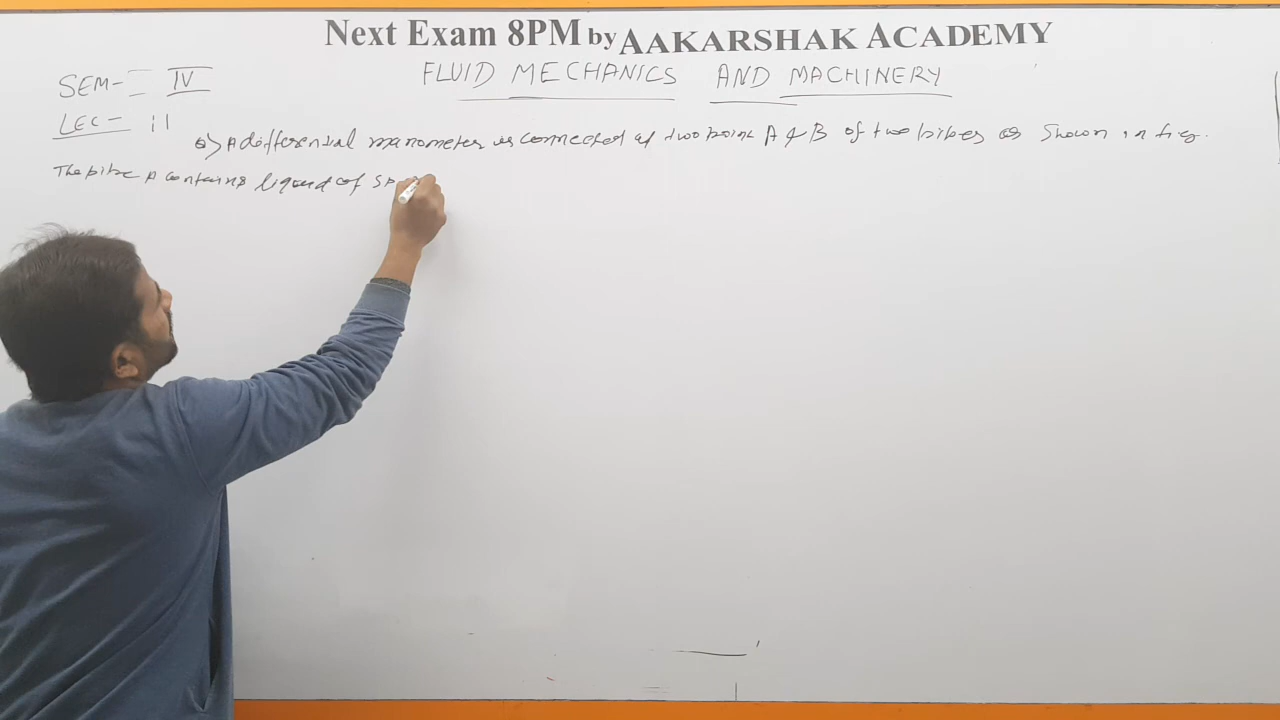 Next Exam 8PM by AAKARSHAK ACADEMY
FLUID MECHANICS AND MACHINERY
SEM- IV
LEC- 11
Q) A differential manometer is connected at two point A & B of two pipes as shown in fig.
The pipe A contains liquid of sp